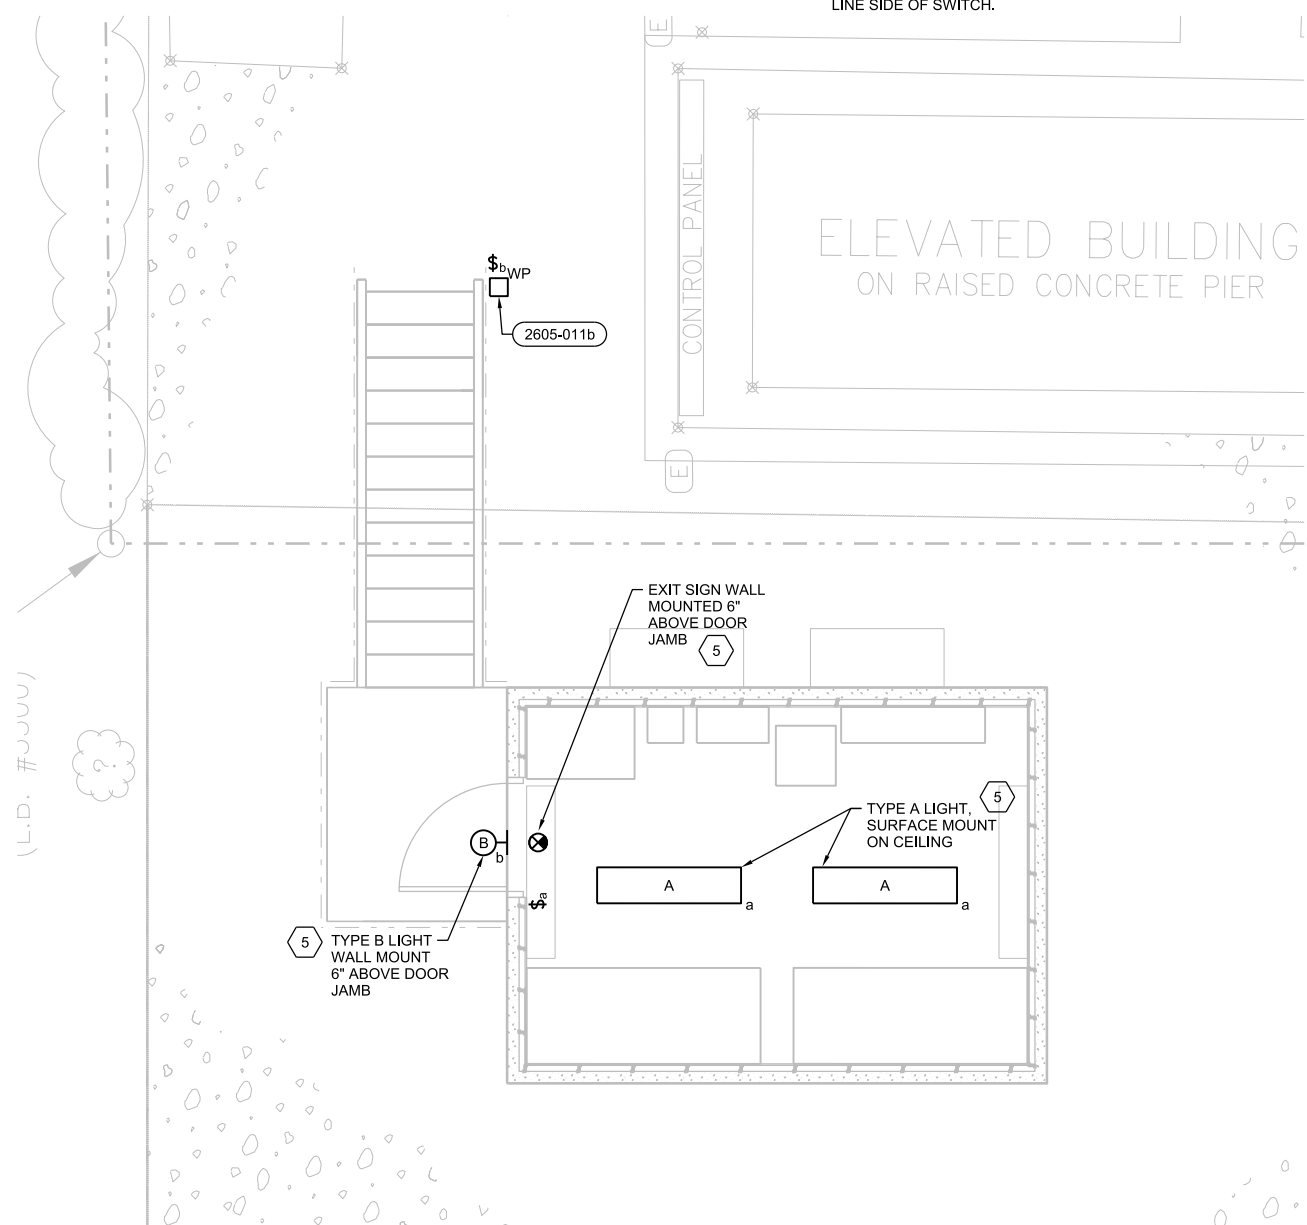 LINE SIDE OF SWITCH.
E
CONTROL PANEL
ELEVATED BUILDING
ON RAISED CONCRETE PIER
$bWP
2605-011b
E
EXIT SIGN WALL
MOUNTED 6"
ABOVE DOOR
JAMB
5
(L.D.
?
5
TYPE A LIGHT,
SURFACE MOUNT
ON CEILING
B
b
$a
A
a
A
a
5
TYPE B LIGHT
WALL MOUNT
6" ABOVE DOOR
JAMB